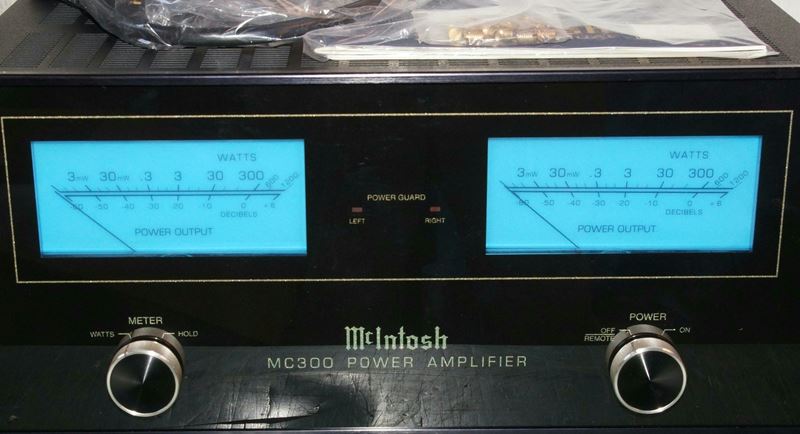 WATTS
3mW 30mW .3 3 30 300 600 1200
-60 -40 -30 -20 -10 0 +6
DECIBELS
POWER OUTPUT
POWER GUARD
LEFT RIGHT
WATTS
3mW 30mW .3 3 30 300 600 1200
-60 -40 -30 -20 -10 0 +6
DECIBELS
POWER OUTPUT
METER
WATTS HOLD
McIntosh
MC300 POWER AMPLIFIER
POWER
OFF ON
REMOTE